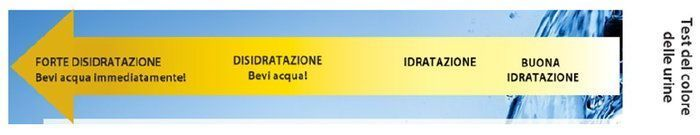 FORTE DISIDRATAZIONE
Bevi acqua immediatamente!
DISIDRATAZIONE
Bevi acqua!
IDRATAZIONE
BUONA
IDRATAZIONE
Test del colore
delle urine